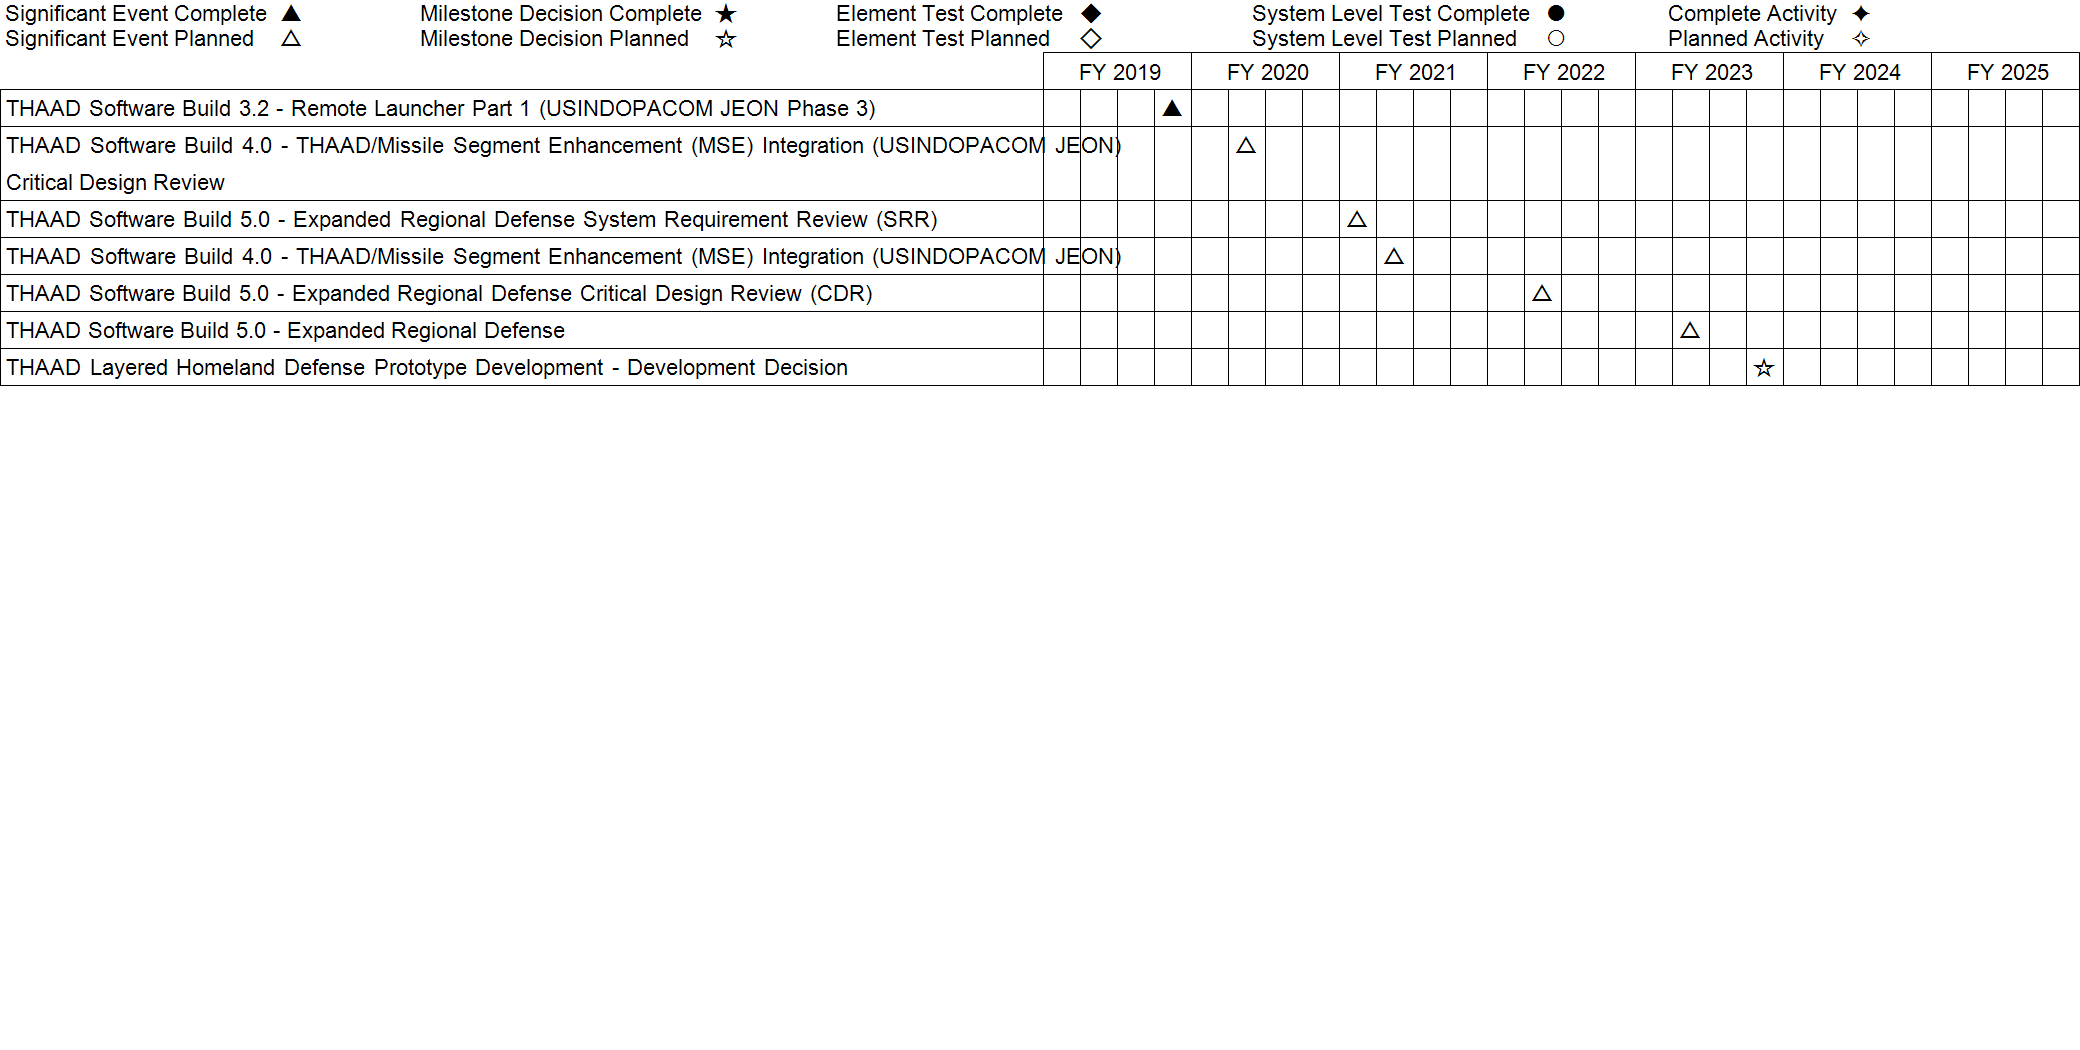 Significant Event Complete ▲ Milestone Decision Complete ★ Element Test Complete ◆ System Level Test Complete ● Complete Activity ✦
Significant Event Planned △ Milestone Decision Planned ☆ Element Test Planned ◇ System Level Test Planned ○ Planned Activity ✧
FY 2019 FY 2020 FY 2021 FY 2022 FY 2023 FY 2024 FY 2025
THAAD Software Build 3.2 - Remote Launcher Part 1 (USINDOPACOM JEON Phase 3) ▲
THAAD Software Build 4.0 - THAAD/Missile Segment Enhancement (MSE) Integration (USINDOPACOM JEON) △
Critical Design Review
THAAD Software Build 5.0 - Expanded Regional Defense System Requirement Review (SRR) △
THAAD Software Build 4.0 - THAAD/Missile Segment Enhancement (MSE) Integration (USINDOPACOM JEON) △
THAAD Software Build 5.0 - Expanded Regional Defense Critical Design Review (CDR) △
THAAD Software Build 5.0 - Expanded Regional Defense △
THAAD Layered Homeland Defense Prototype Development - Development Decision ☆